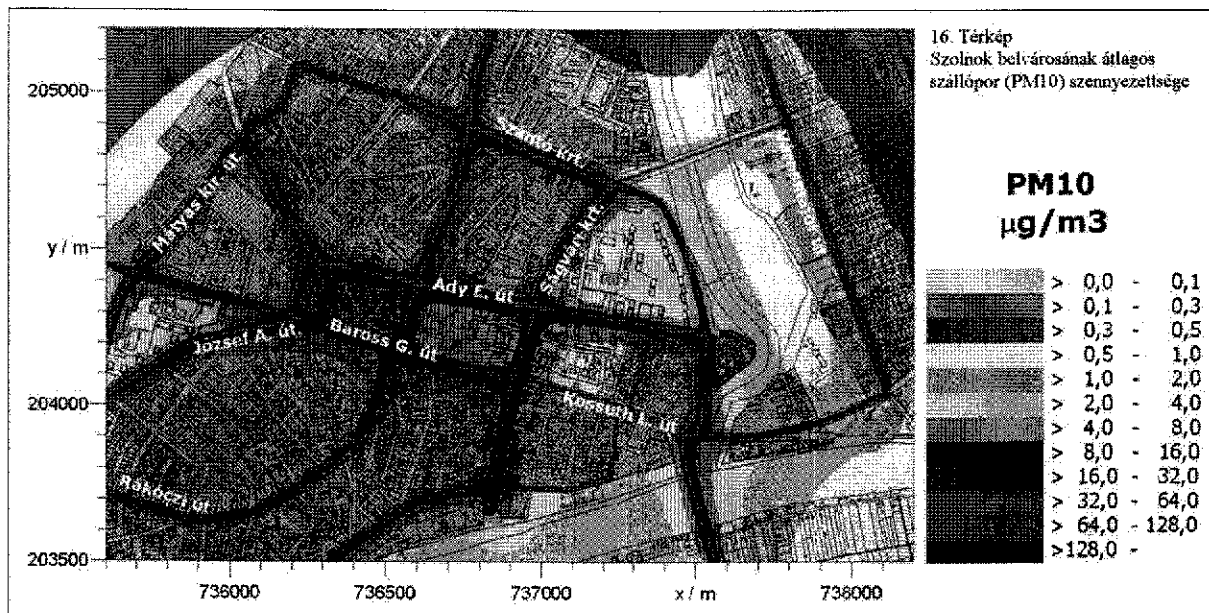 16. Térkép
Szolnok belvárosának átlagos
szállópor (PM10) szennyezettsége
PM10
µg/m3
> 0,0 - 0,1
> 0,1 - 0,3
> 0,3 - 0,5
> 0,5 - 1,0
> 1,0 - 2,0
> 2,0 - 4,0
> 4,0 - 8,0
> 8,0 - 16,0
> 16,0 - 32,0
> 32,0 - 64,0
> 64,0 - 128,0
>128,0 -
205000
y / m
204000
203500
736000
736500
737000
x / m
738000
Mátyás kir. út.
Ságvári krt.
Ady E. út
József A. út.
Baross G. út
Kossuth L. út
Rákóczi út.